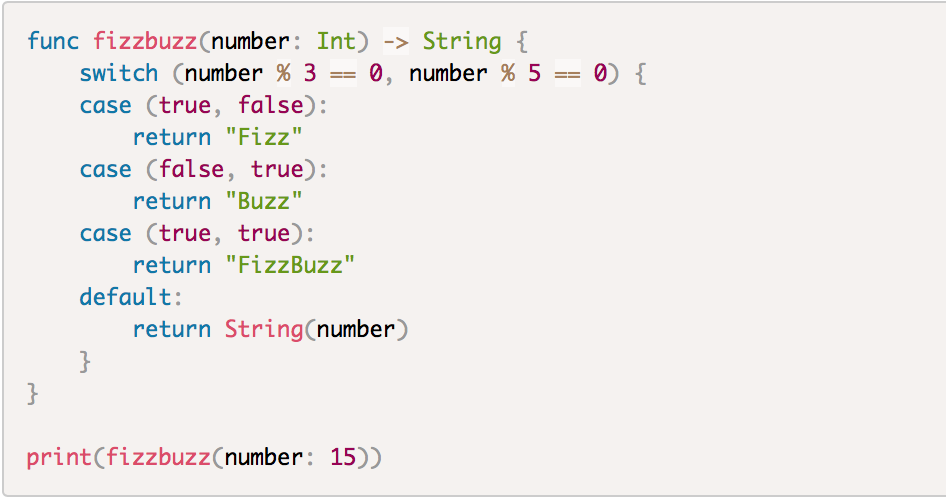 func fizzbuzz(number: Int) -> String {
    switch (number % 3 == 0, number % 5 == 0) {
    case (true, false):
        return "Fizz"
    case (false, true):
        return "Buzz"
    case (true, true):
        return "FizzBuzz"
    default:
        return String(number)
    }
}

print(fizzbuzz(number: 15))